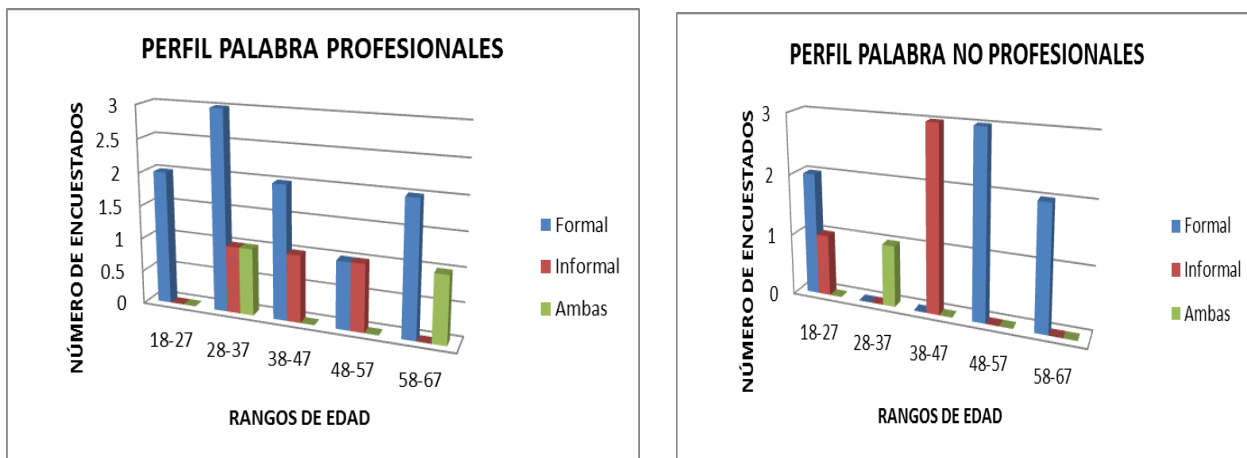 PERFIL PALABRA PROFESIONALES
NÚMERO DE ENCUESTADOS
3
2.5
2
1.5
1
0.5
0
18-27
28-37
38-47
48-57
58-67
RANGOS DE EDAD
Formal
Informal
Ambas
PERFIL PALABRA NO PROFESIONALES
NÚMERO DE ENCUESTADOS
3
2
1
0
18-27
28-37
38-47
48-57
58-67
RANGOS DE EDAD
Formal
Informal
Ambas